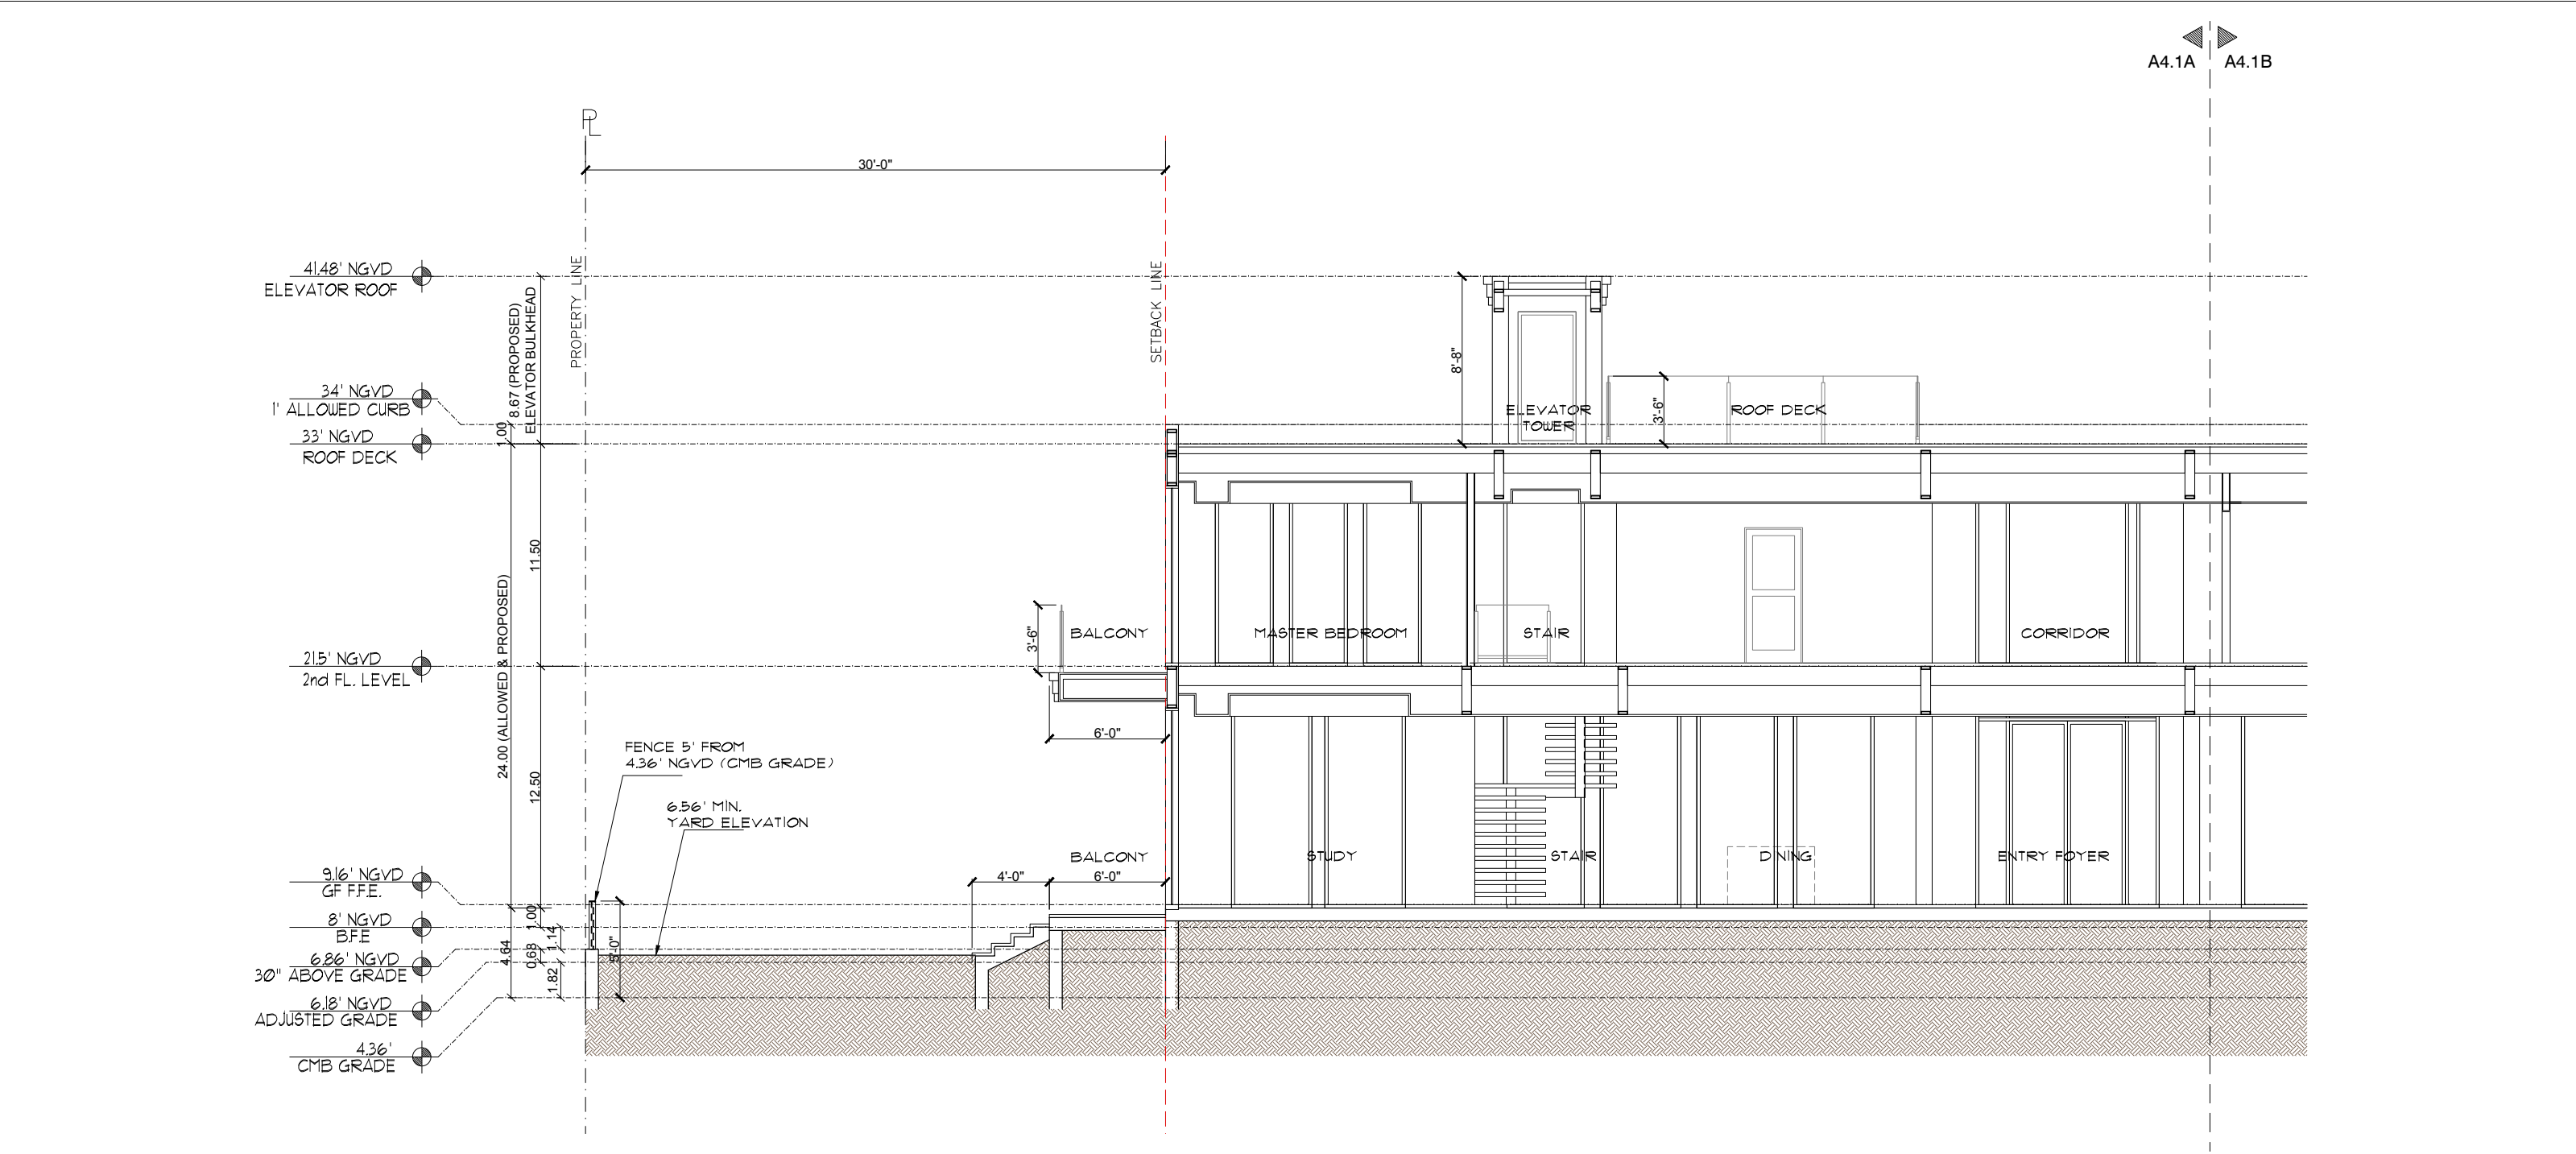 A4.1A A4.1B
PL
30'-0"
PROPERTY LINE
SETBACK LINE
41.48' NGVD
ELEVATOR ROOF
8.67 (PROPOSED)
ELEVATOR BULKHEAD
8'-8"
34' NGVD
1' ALLOWED CURB
1.00
33' NGVD
ROOF DECK
ELEVATOR
TOWER
3'-6"
ROOF DECK
11.50
24.00 (ALLOWED & PROPOSED)
3'-6"
BALCONY
MASTER BEDROOM
STAIR
CORRIDOR
21.5' NGVD
2nd FL. LEVEL
6'-0"
12.50
FENCE 5' FROM
4.36' NGVD (CMB GRADE)
6.56' MIN.
YARD ELEVATION
BALCONY
STUDY
STAIR
DINING
ENTRY FOYER
4'-0"
6'-0"
9.16' NGVD
GF F.F.E.
8' NGVD
B.F.E
1.00
1.14
4.64
0.68
5'-0"
1.82
6.86' NGVD
30" ABOVE GRADE
6.18' NGVD
ADJUSTED GRADE
4.36'
CMB GRADE